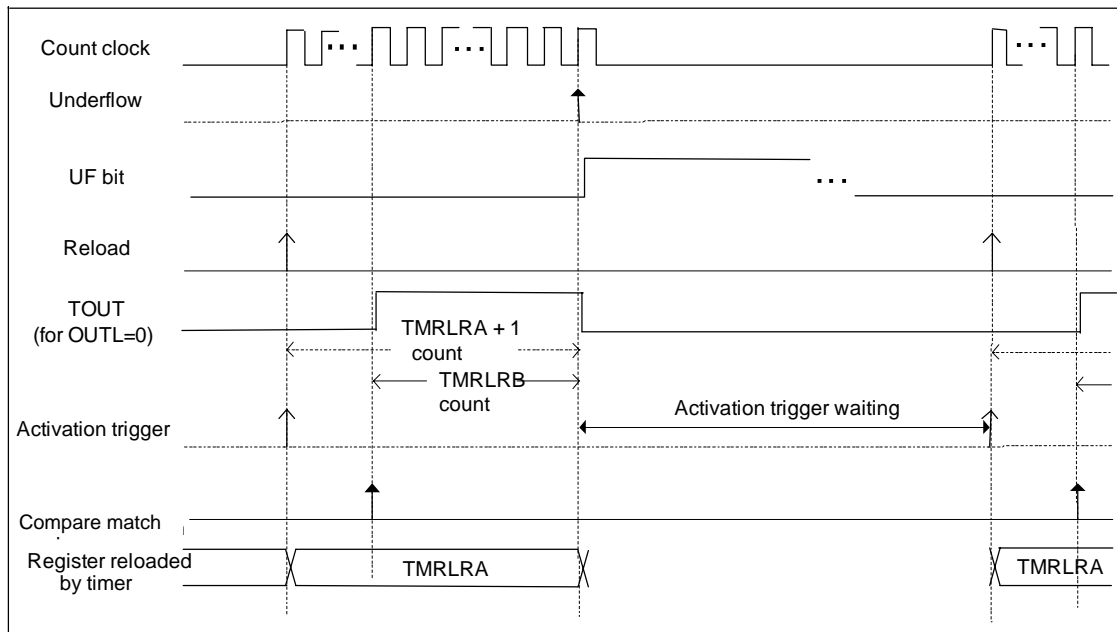 Count clock
Underflow
UF bit
Reload
TOUT
(for OUTL=0)
TMRLRA + 1
count
TMRLRB
count
Activation trigger waiting
Activation trigger
Compare match
Register reloaded
by timer
TMRLRA
TMRLRA